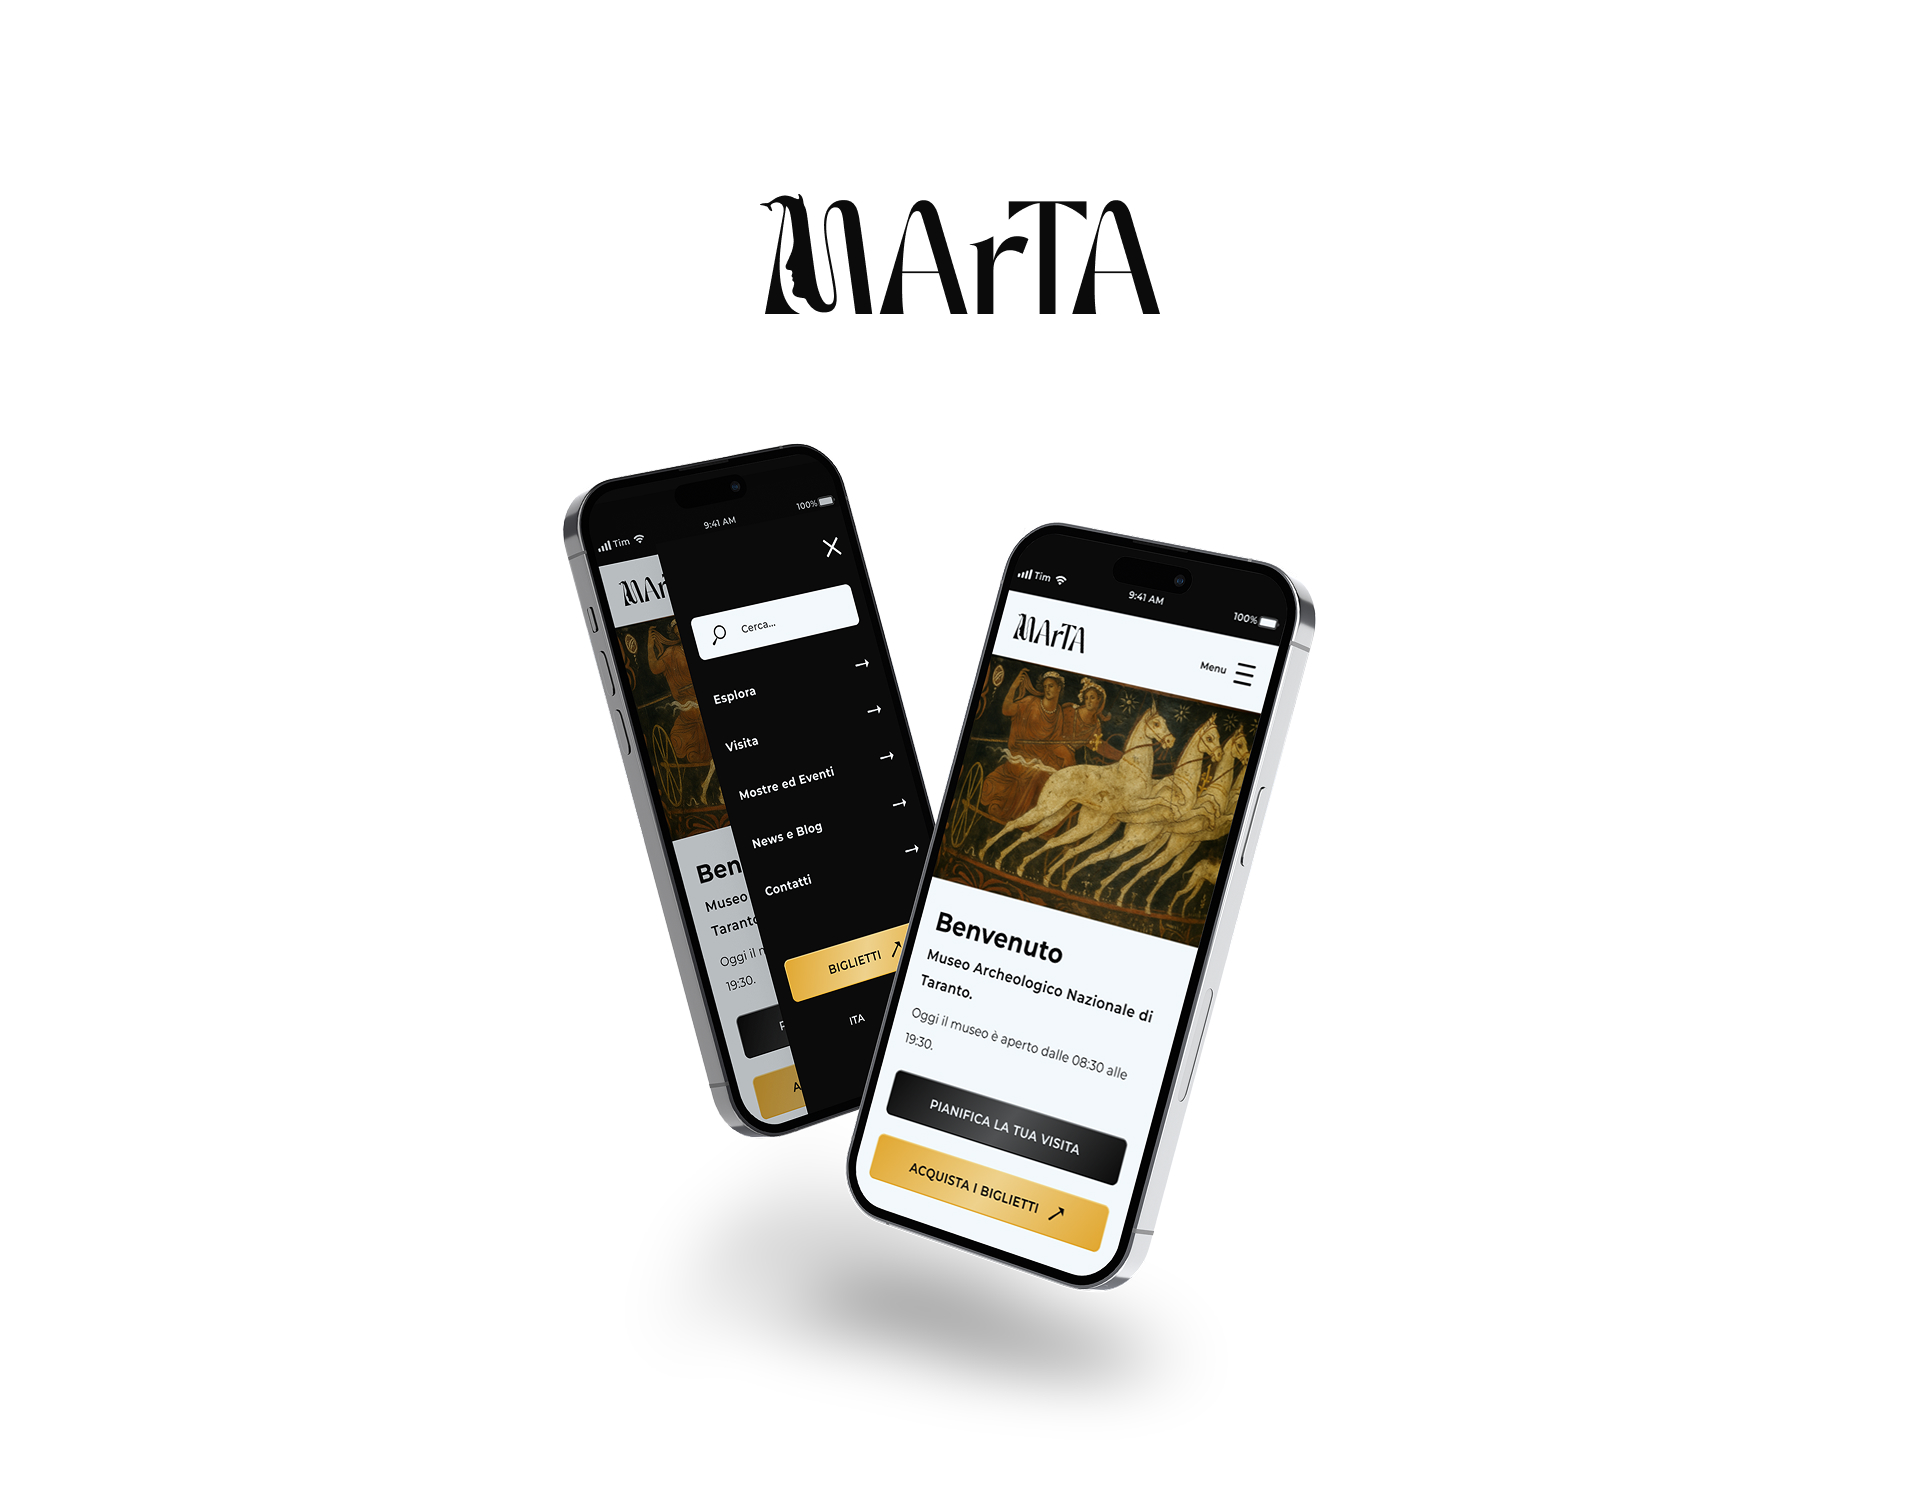 MArTA
Tim
9:41 AM
100%
MAr
Cerca...
Esplora
Visita
Mostre ed Eventi
News e Blog
Contatti
BIGLIETTI
ITA
Ben
Museo
Taranto
Oggi il m
19:30.
P
A
Tim
9:41 AM
100%
MArTA
Menu
Benvenuto
Museo Archeologico Nazionale di
Taranto.
Oggi il museo è aperto dalle 08:30 alle
19:30.
PIANIFICA LA TUA VISITA
ACQUISTA I BIGLIETTI